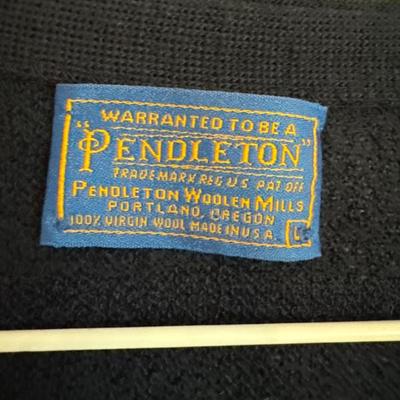 WARRANTED TO BE A
"PENDLETON"
TRADEMARK REG U.S. PAT OFF
PENDLETON WOOLEN MILLS
PORTLAND, OREGON
100% VIRGIN WOOL MADE IN U.S.A.